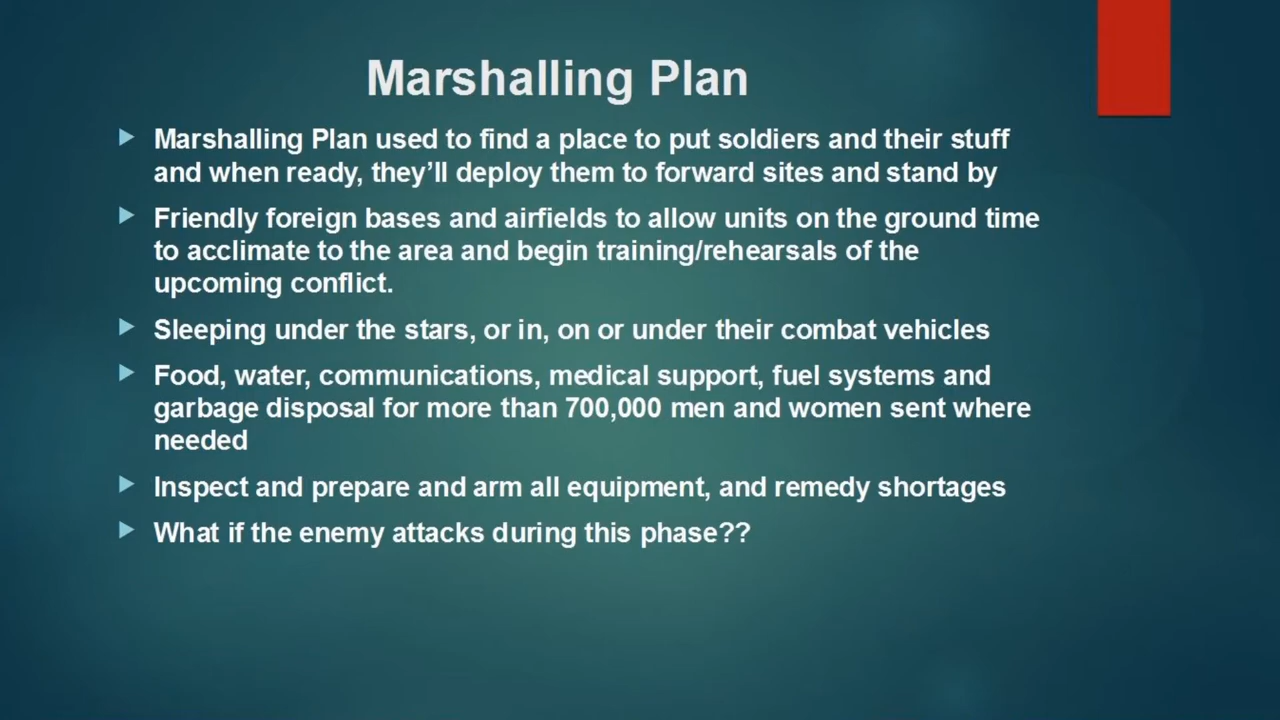 Marshalling Plan
Marshalling Plan used to find a place to put soldiers and their stuff
and when ready, they’ll deploy them to forward sites and stand by
Friendly foreign bases and airfields to allow units on the ground time
to acclimate to the area and begin training/rehearsals of the
upcoming conflict.
Sleeping under the stars, or in, on or under their combat vehicles
Food, water, communications, medical support, fuel systems and
garbage disposal for more than 700,000 men and women sent where
needed
Inspect and prepare and arm all equipment, and remedy shortages
What if the enemy attacks during this phase??